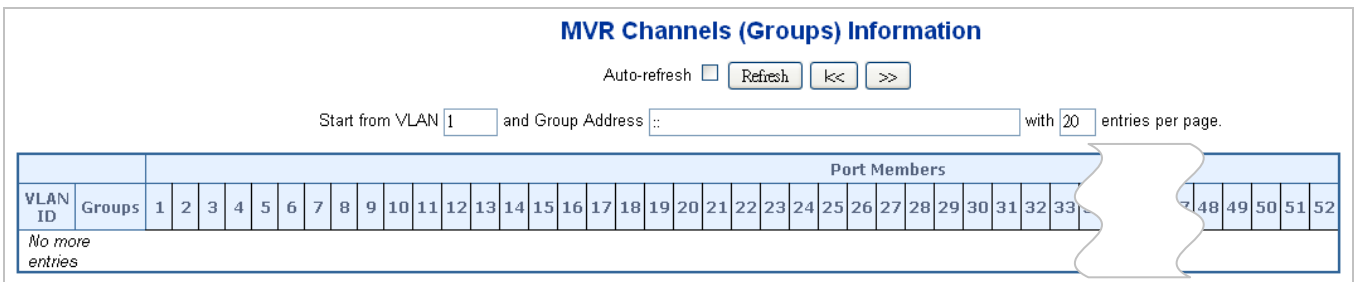 MVR Channels (Groups) Information
Auto-refresh Refresh |<< >>
Start from VLAN 1 and Group Address :: with 20 entries per page.
Port Members
VLAN ID Groups 1 2 3 4 5 6 7 8 9 10 11 12 13 14 15 16 17 18 19 20 21 22 23 24 25 26 27 28 29 30 31 32 33 48 49 50 51 52
No more entries